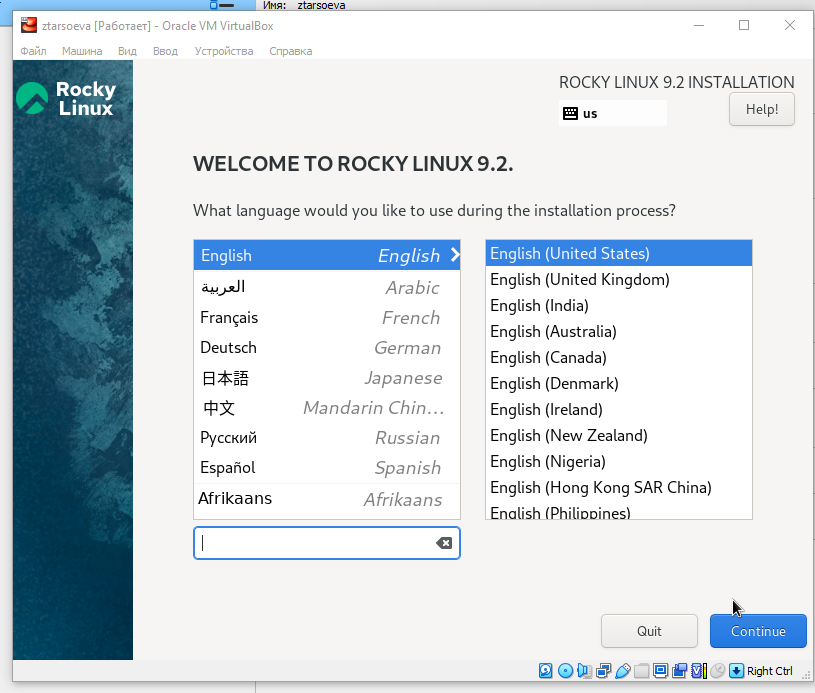 Имя: ztarsoeva
ztarsoeva [Работает] - Oracle VM VirtualBox
Файл Машина Вид Ввод Устройства Справка
Rocky
Linux
ROCKY LINUX 9.2 INSTALLATION
us
Help!
WELCOME TO ROCKY LINUX 9.2.
What language would you like to use during the installation process?
English English
العربية Arabic
Français French
Deutsch German
日本語 Japanese
中文 Mandarin Chin...
Русский Russian
Español Spanish
Afrikaans Afrikaans
English (United States)
English (United Kingdom)
English (India)
English (Australia)
English (Canada)
English (Denmark)
English (Ireland)
English (New Zealand)
English (Nigeria)
English (Hong Kong SAR China)
English (Philippines)
Quit
Continue
Right Ctrl